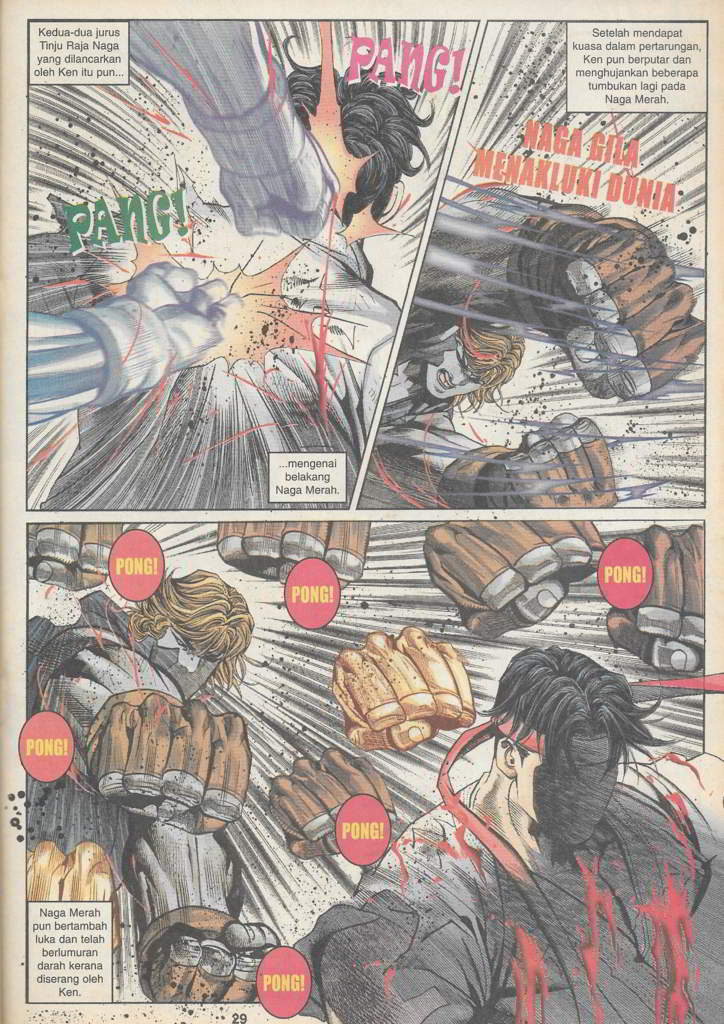 Kedua-dua jurus
Tinju Raja Naga
yang dilancarkan
oleh Ken itu pun...
PANG!
PANG!
...mengenai
belakang
Naga Merah.
Setelah mendapat
kuasa dalam pertarungan,
Ken pun berputar dan
menghujankan beberapa
tumbukan lagi pada
Naga Merah.
NAGA GILA
MENAKLUKI DUNIA
PONG!
PONG!
PONG!
PONG!
PONG!
Naga Merah
pun bertambah
luka dan telah
berlumuran
darah kerana
diserang oleh
Ken.
PONG!
29